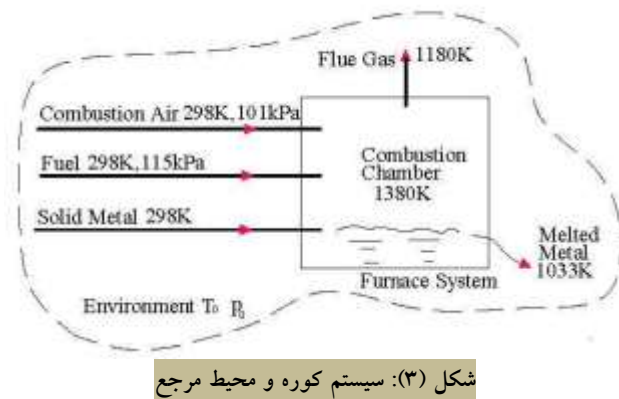 Flue Gas 1180K
Combustion Air 298K,101kPa
Fuel 298K,115kPa
Combustion
Chamber
1380K
Solid Metal 298K
Melted
Metal
1033K
Furnace System
Environment T₀ P₀
شکل (۳): سیستم کوره و محیط مرجع